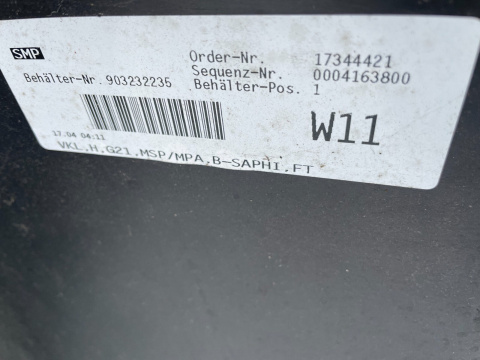 SMP
Order-Nr. 17344421
Sequenz-Nr. 0004163800
Behälter-Nr. 903232235
Behälter-Pos. 1
W11
17.04 04:11
VKL,H,G21,MSP/MPA,B-SAPHI,FT